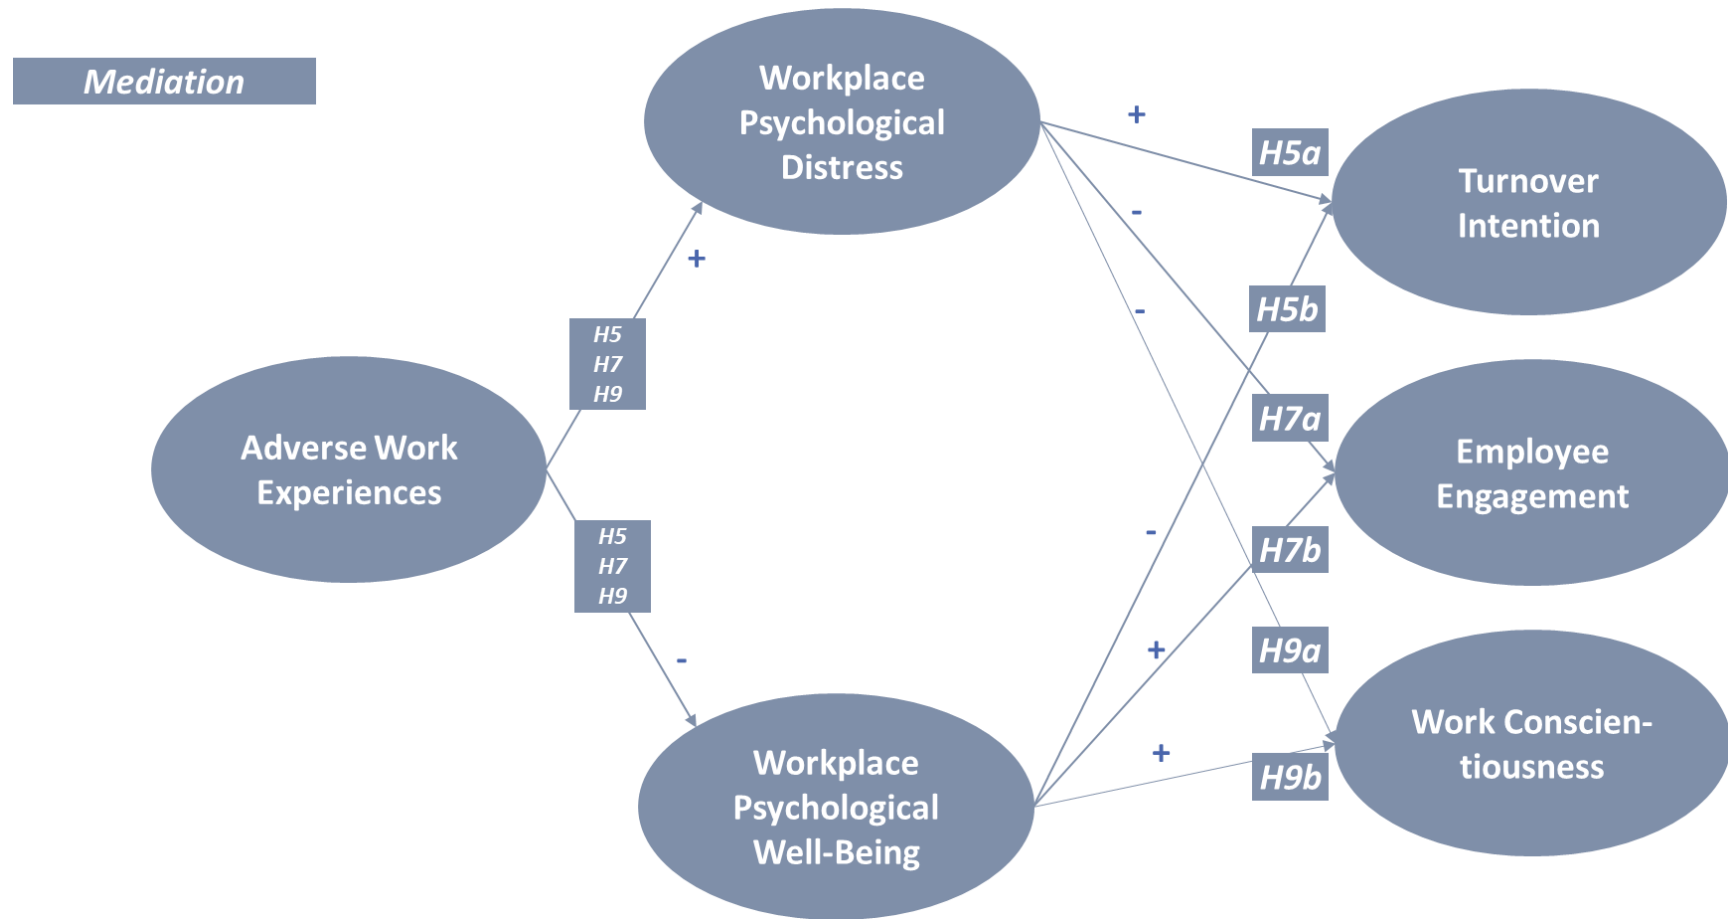 Mediation
Workplace
Psychological
Distress
+
H5a
Turnover
Intention
-
+
-
H5b
H5
H7
H9
Adverse Work
Experiences
H7a
Employee
Engagement
H5
H7
H9
-
H7b
-
+
H9a
Work Conscien-
tiousness
+
H9b
Workplace
Psychological
Well-Being